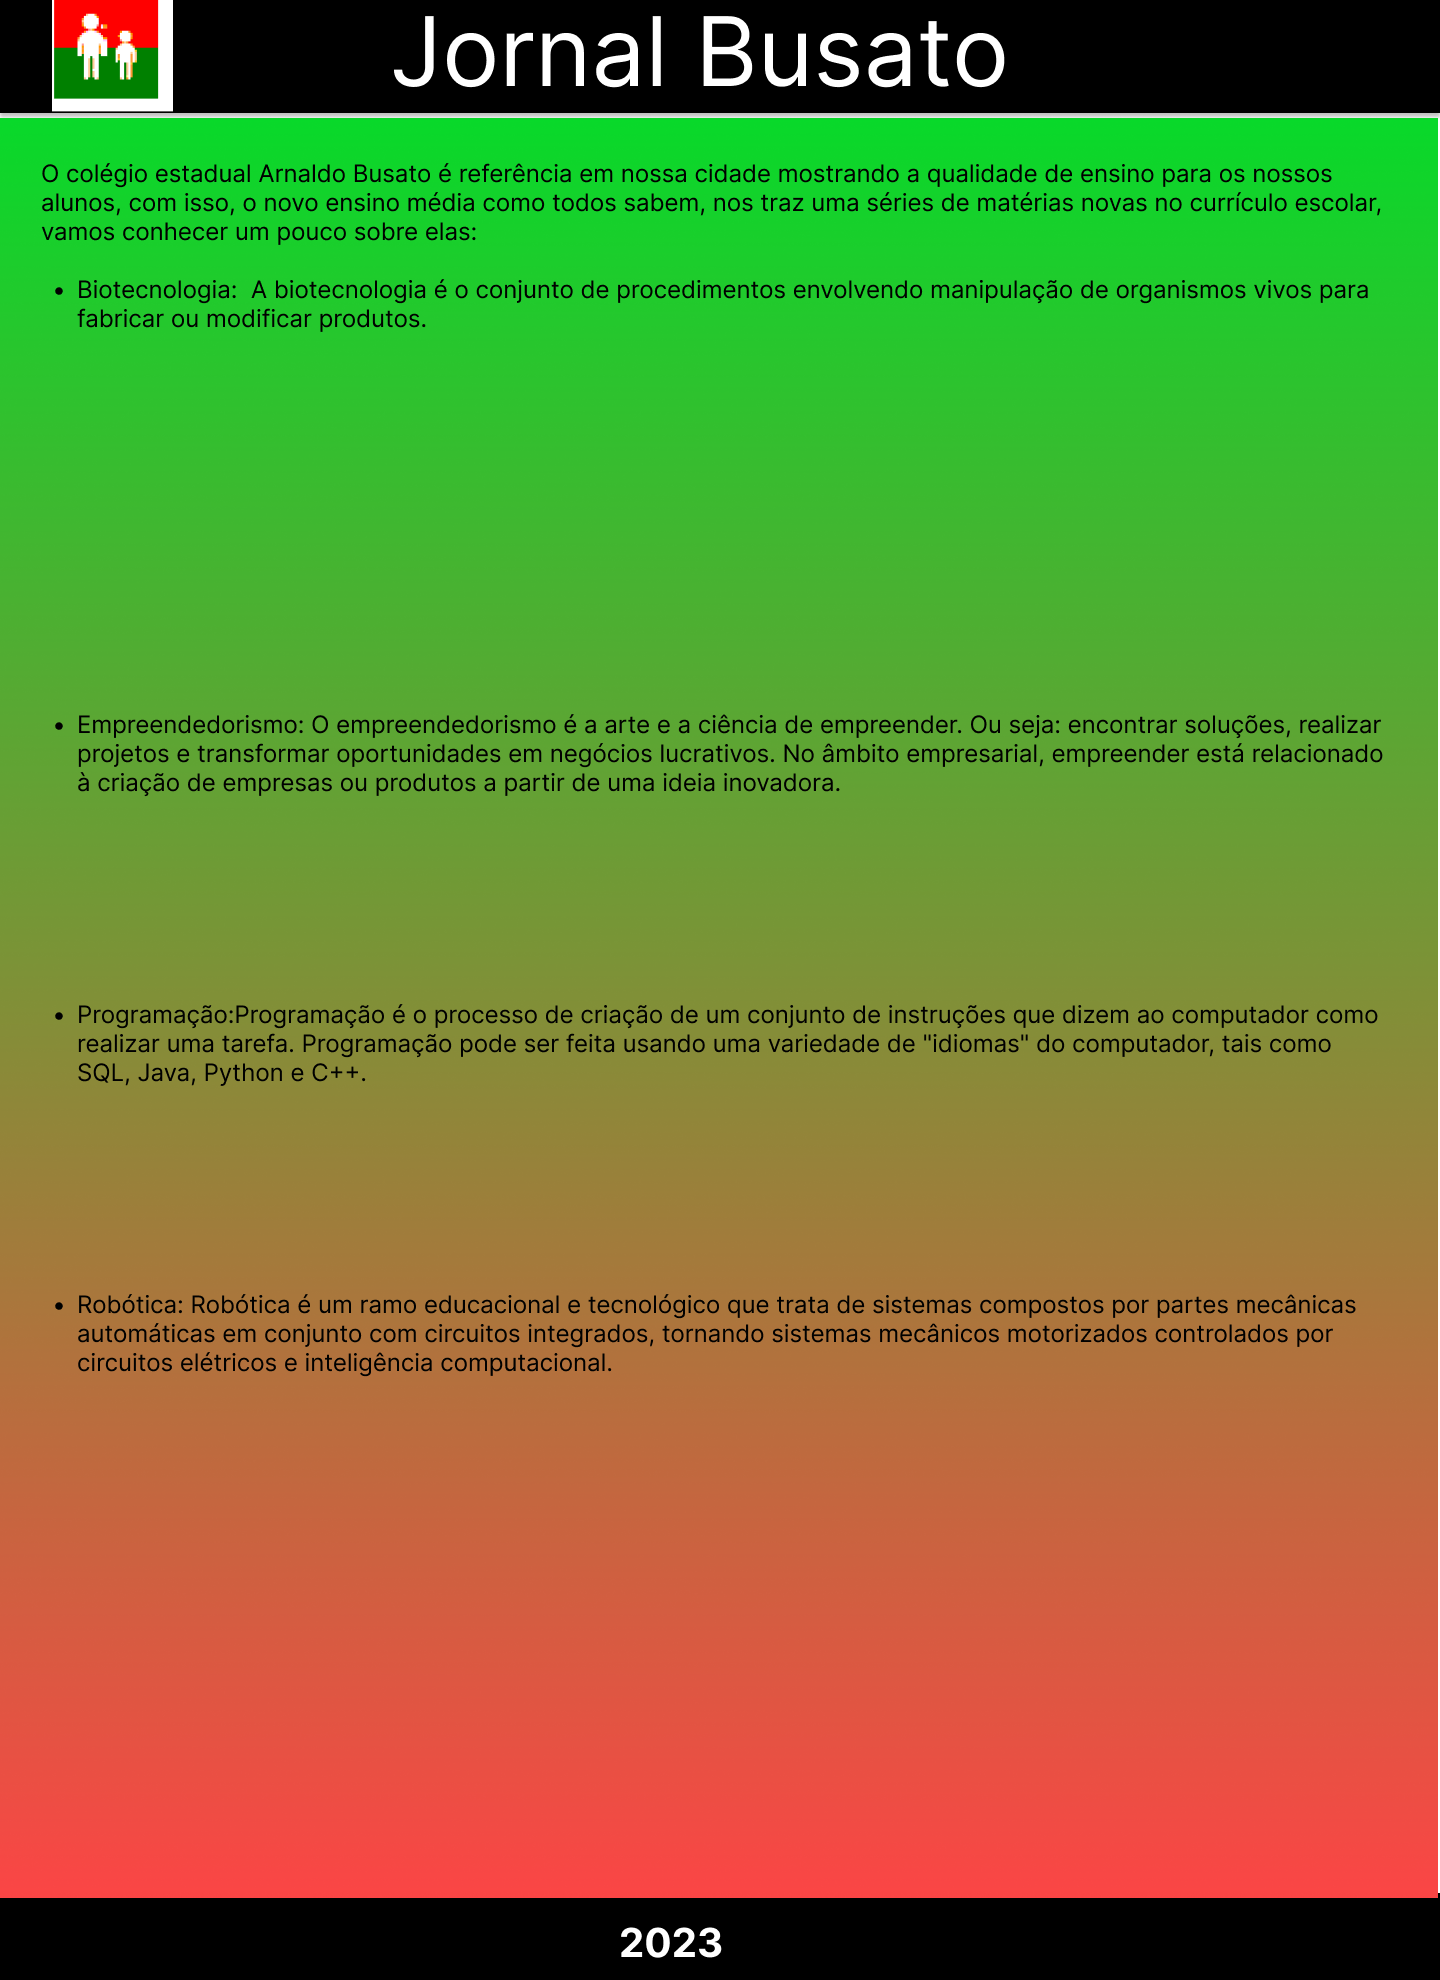 Jornal Busato
O colégio estadual Arnaldo Busato é referência em nossa cidade mostrando a qualidade de ensino para os nossos
alunos, com isso, o novo ensino média como todos sabem, nos traz uma séries de matérias novas no currículo escolar,
vamos conhecer um pouco sobre elas:
• Biotecnologia:  A biotecnologia é o conjunto de procedimentos envolvendo manipulação de organismos vivos para
fabricar ou modificar produtos.
• Empreendedorismo: O empreendedorismo é a arte e a ciência de empreender. Ou seja: encontrar soluções, realizar
projetos e transformar oportunidades em negócios lucrativos. No âmbito empresarial, empreender está relacionado
à criação de empresas ou produtos a partir de uma ideia inovadora.
• Programação:Programação é o processo de criação de um conjunto de instruções que dizem ao computador como
realizar uma tarefa. Programação pode ser feita usando uma variedade de "idiomas" do computador, tais como
SQL, Java, Python e C++.
• Robótica: Robótica é um ramo educacional e tecnológico que trata de sistemas compostos por partes mecânicas
automáticas em conjunto com circuitos integrados, tornando sistemas mecânicos motorizados controlados por
circuitos elétricos e inteligência computacional.
2023